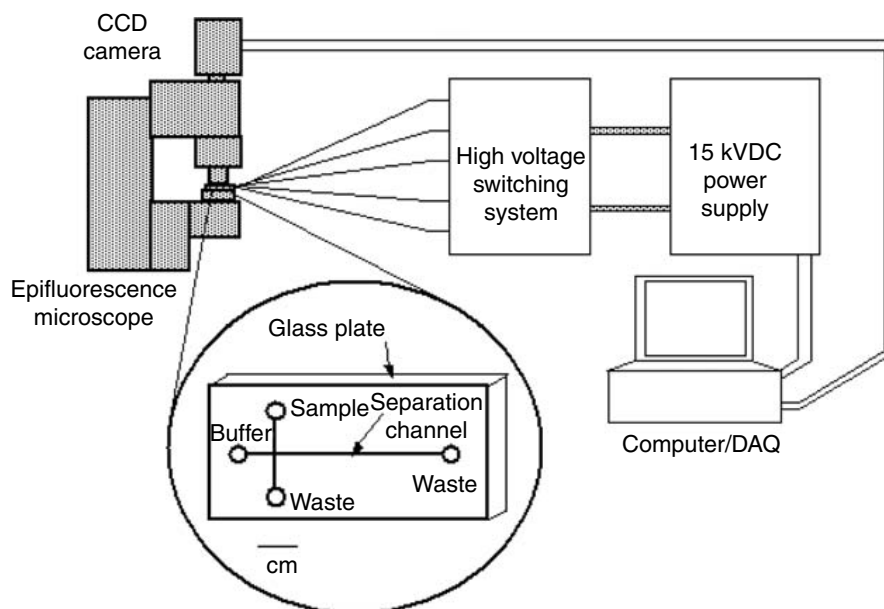 CCD
camera
High voltage
switching
system
15 kVDC
power
supply
Epifluorescence
microscope
Glass plate
Sample
Separation
channel
Buffer
Waste
Waste
cm
Computer/DAQ